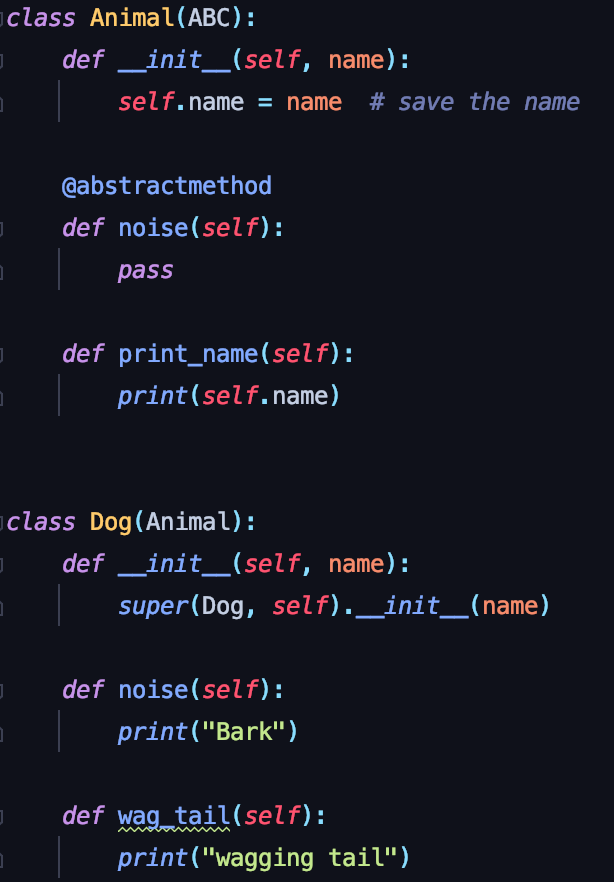 class Animal(ABC):
    def __init__(self, name):
        self.name = name  # save the name
    @abstractmethod
    def noise(self):
        pass
    def print_name(self):
        print(self.name)
class Dog(Animal):
    def __init__(self, name):
        super(Dog, self).__init__(name)
    def noise(self):
        print("Bark")
    def wag_tail(self):
        print("wagging tail")